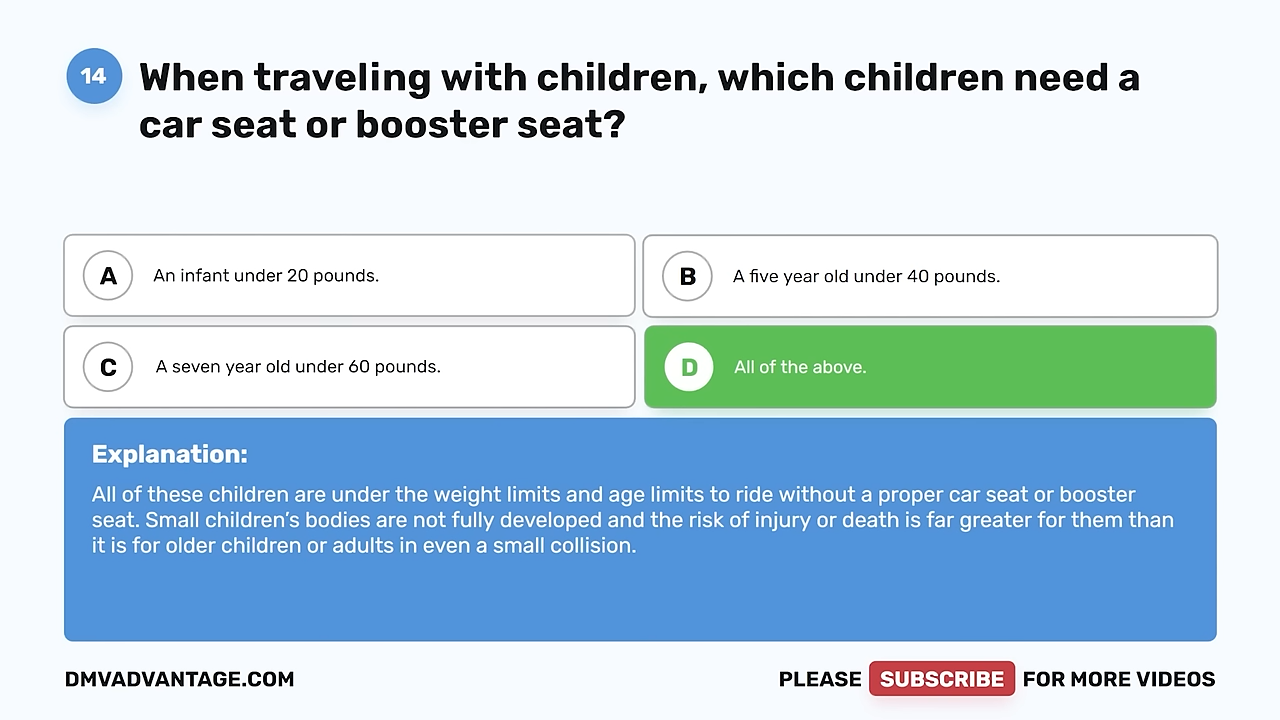 14
When traveling with children, which children need a
car seat or booster seat?
A
An infant under 20 pounds.
B
A five year old under 40 pounds.
C
A seven year old under 60 pounds.
D
All of the above.
Explanation:
All of these children are under the weight limits and age limits to ride without a proper car seat or booster
seat. Small children's bodies are not fully developed and the risk of injury or death is far greater for them than
it is for older children or adults in even a small collision.
DMVADVANTAGE.COM
PLEASE SUBSCRIBE FOR MORE VIDEOS